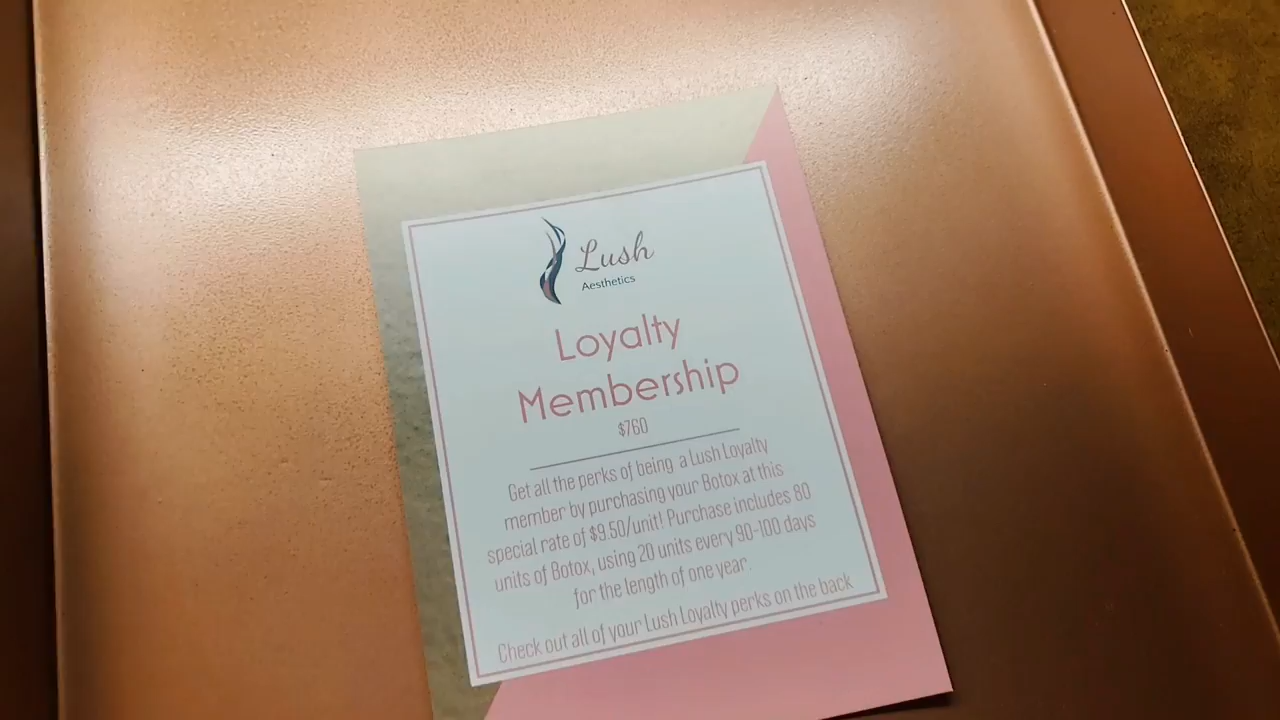 Lush
Aesthetics
Loyalty
Membership
$760
Get all the perks of being a Lush Loyalty
member by purchasing your Botox at this
special rate of $9.50/unit! Purchase includes 80
units of Botox, using 20 units every 90-100 days
for the length of one year.
Check out all of your Lush Loyalty perks on the back